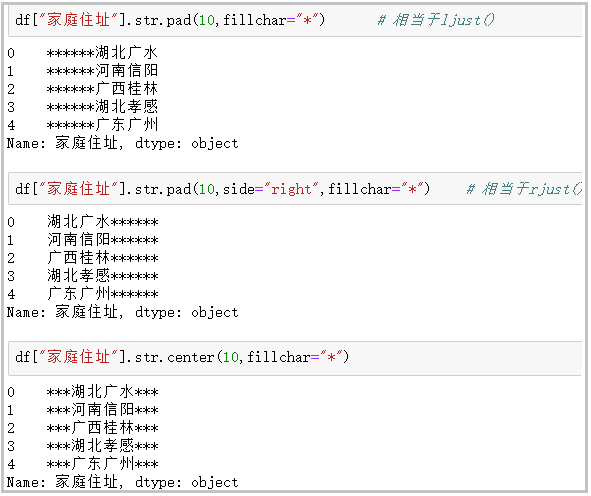 df["家庭住址"].str.pad(10,fillchar="*")      # 相当于ljust()
0    ******湖北广水
1    ******河南信阳
2    ******广西桂林
3    ******湖北孝感
4    ******广东广州
Name: 家庭住址, dtype: object
df["家庭住址"].str.pad(10,side="right",fillchar="*")    # 相当于rjust()
0    湖北广水******
1    河南信阳******
2    广西桂林******
3    湖北孝感******
4    广东广州******
Name: 家庭住址, dtype: object
df["家庭住址"].str.center(10,fillchar="*")
0    ***湖北广水***
1    ***河南信阳***
2    ***广西桂林***
3    ***湖北孝感***
4    ***广东广州***
Name: 家庭住址, dtype: object